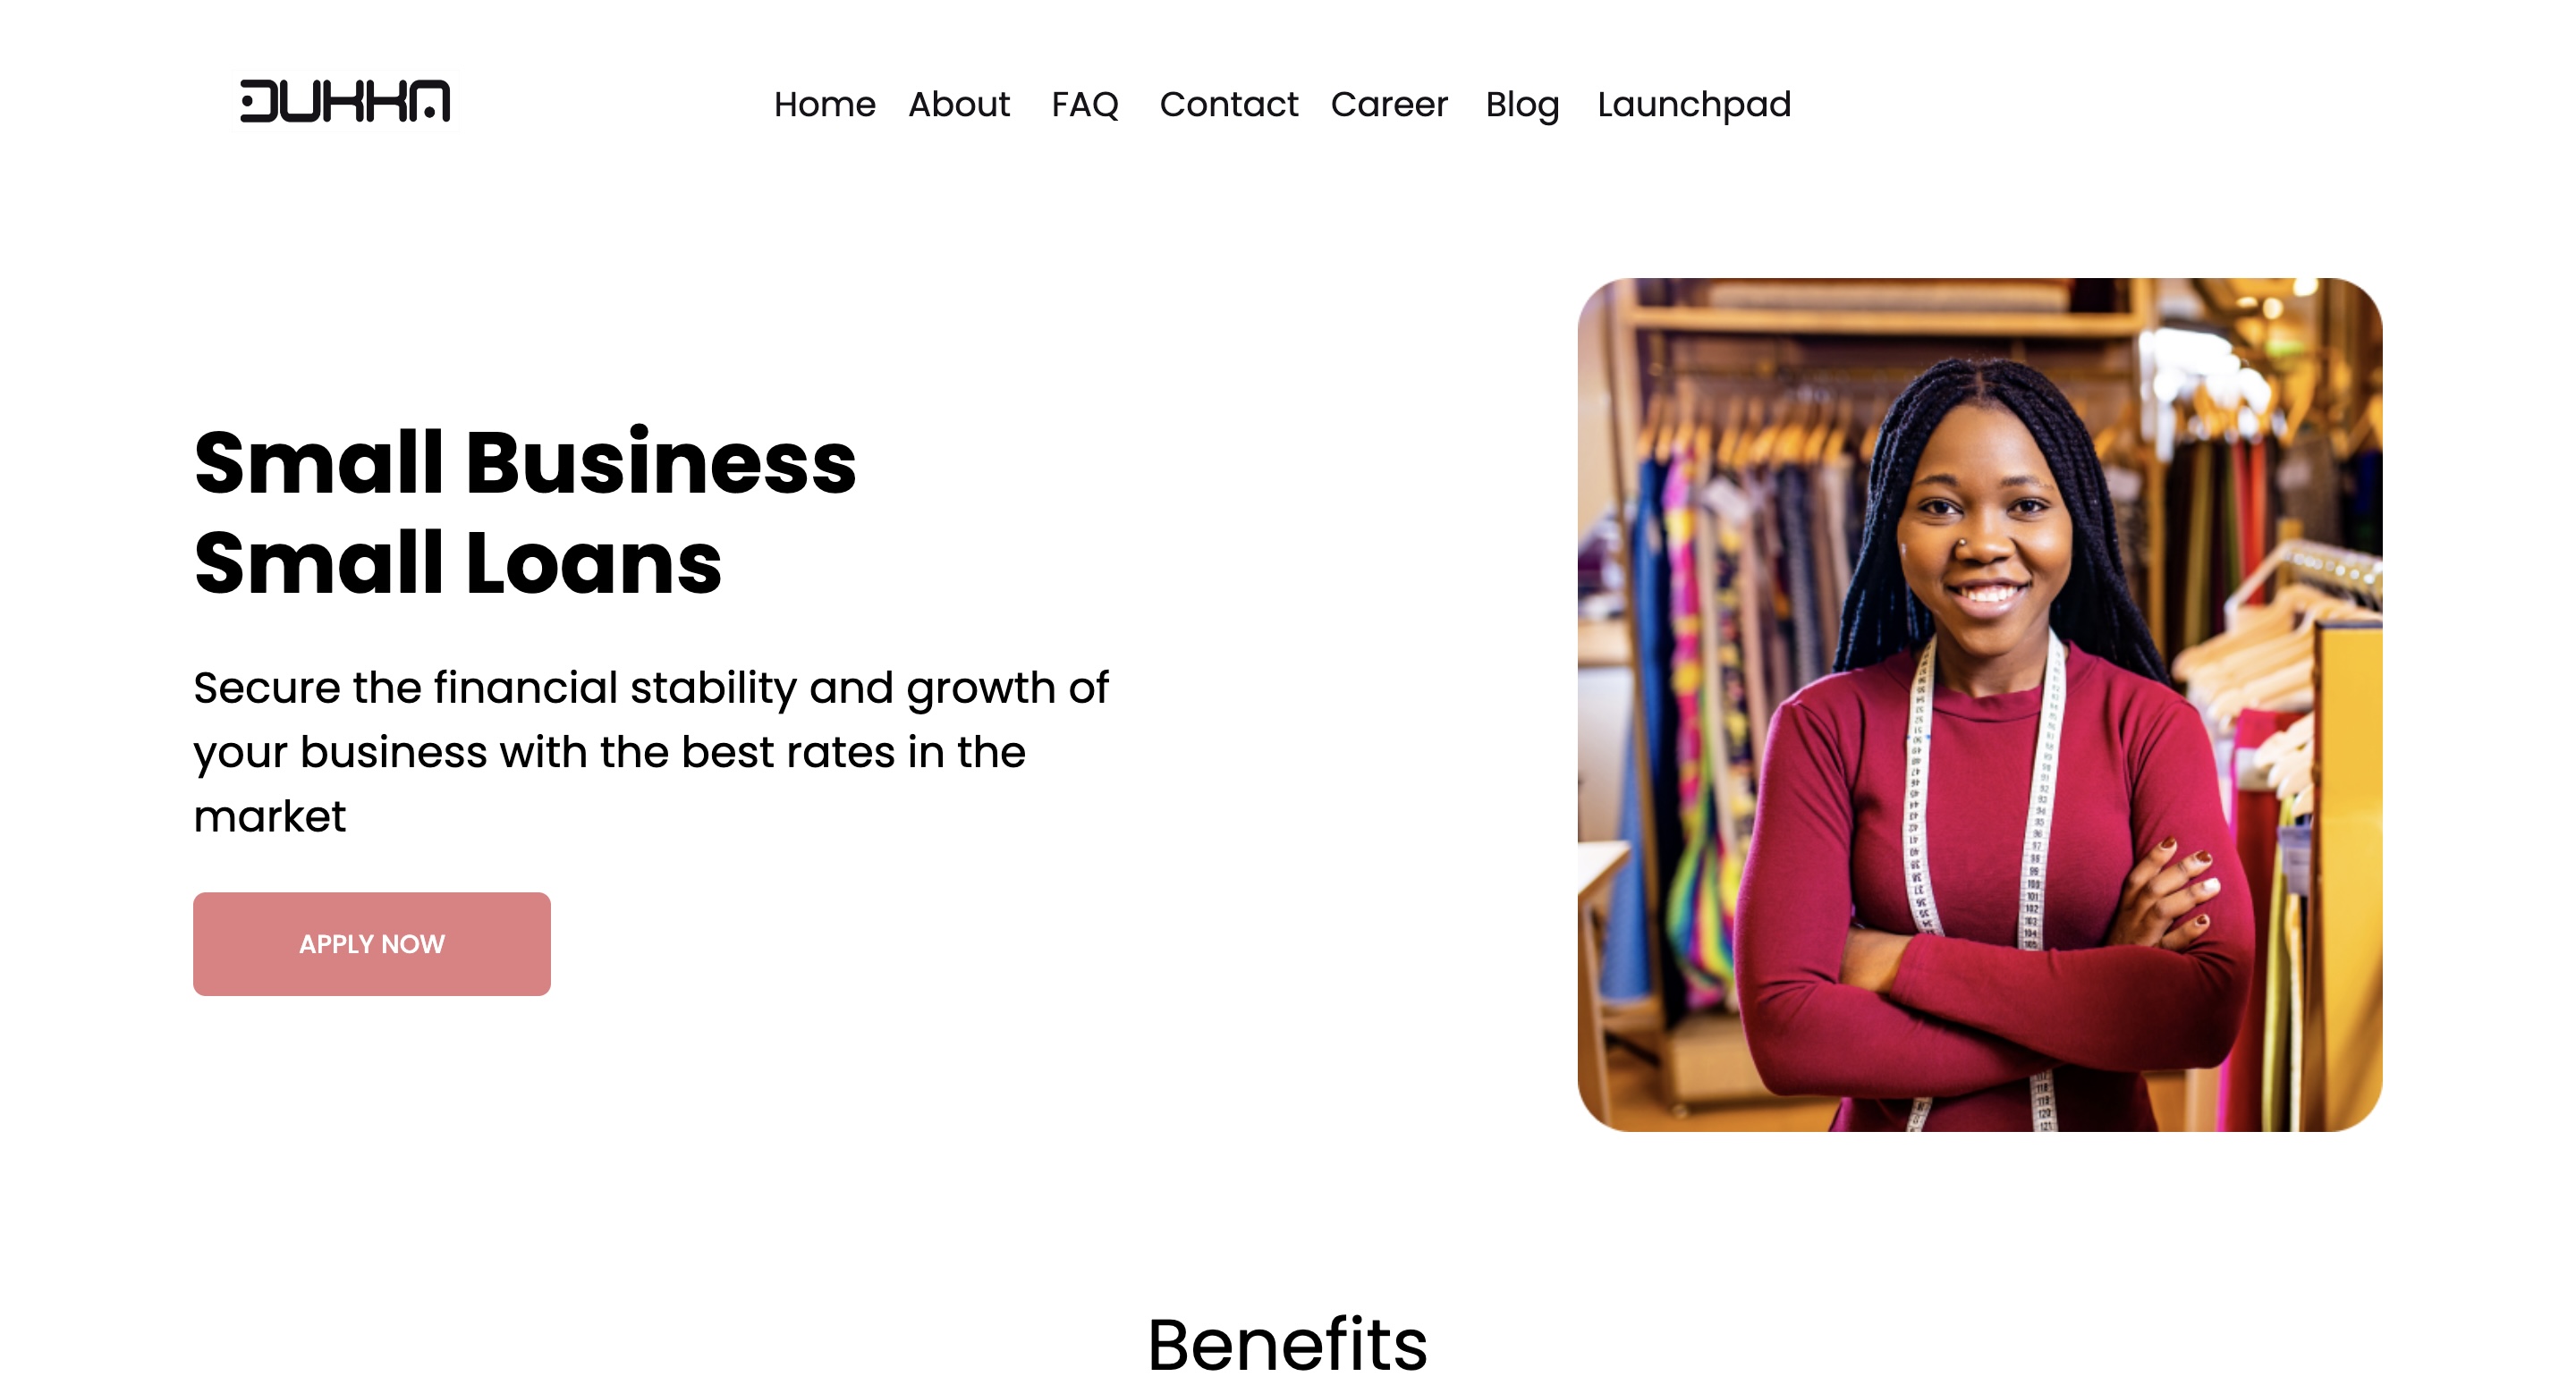 DUKKA
Home About FAQ Contact Career Blog Launchpad
Small Business
Small Loans
Secure the financial stability and growth of
your business with the best rates in the
market
APPLY NOW
Benefits